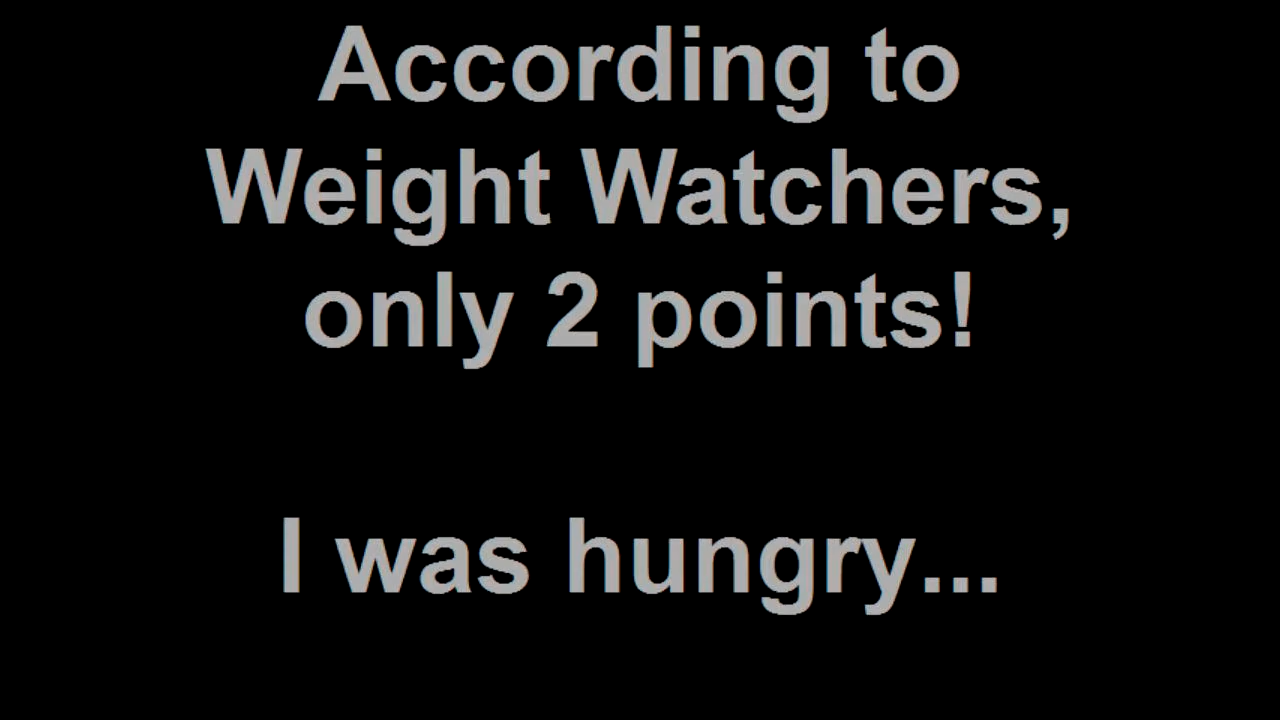 According to
Weight Watchers,
only 2 points!
I was hungry...